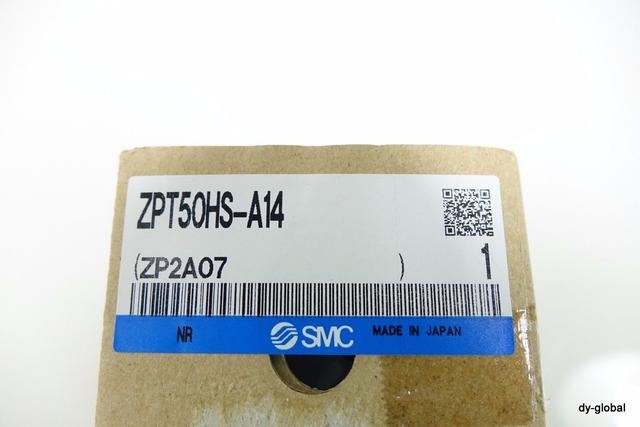 ZPT50HS-A14
(ZP2A07 ) 1
NR SMC MADE IN JAPAN
dy-global